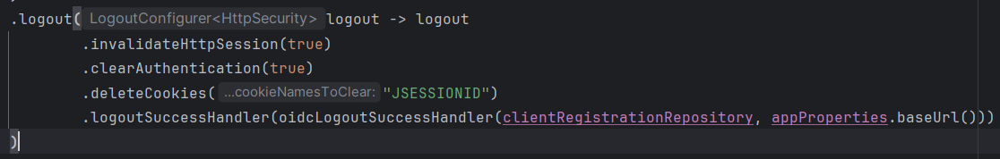 .logout( LogoutConfigurer<HttpSecurity> logout -> logout
.invalidateHttpSession(true)
.clearAuthentication(true)
.deleteCookies( ...cookieNamesToClear: "JSESSIONID")
.logoutSuccessHandler(oidcLogoutSuccessHandler(clientRegistrationRepository, appProperties.baseUrl()))
)